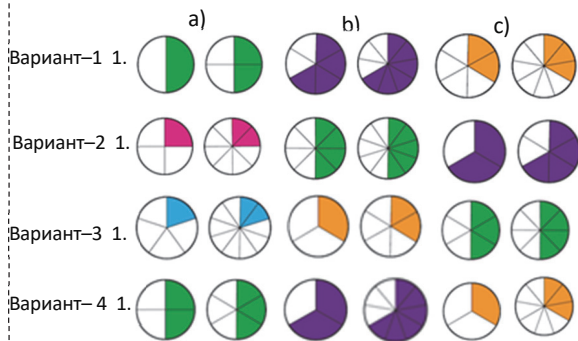 a) b) c)
Вариант–1 1.
Вариант–2 1.
Вариант–3 1.
Вариант– 4 1.